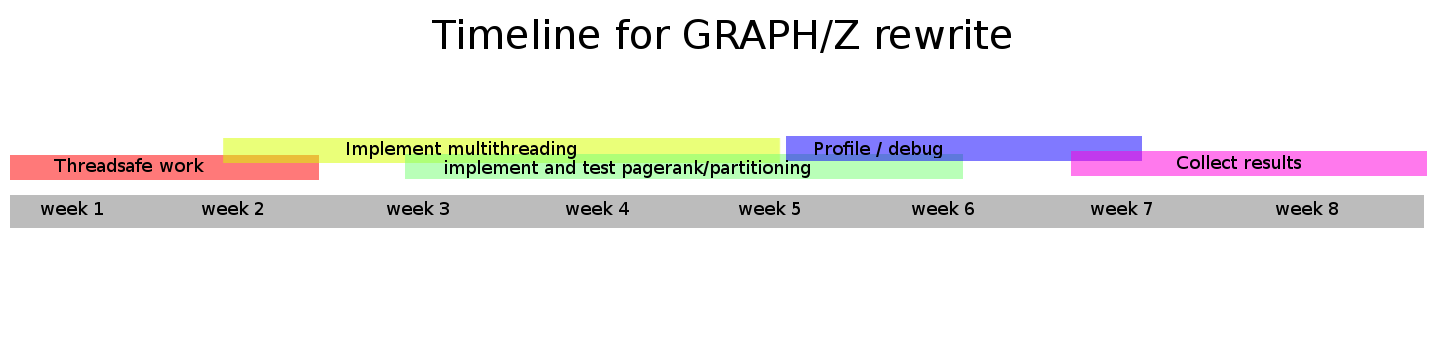 Timeline for GRAPH/Z rewrite
Implement multithreading
Profile / debug
Threadsafe work
implement and test pagerank/partitioning
Collect results
week 1
week 2
week 3
week 4
week 5
week 6
week 7
week 8